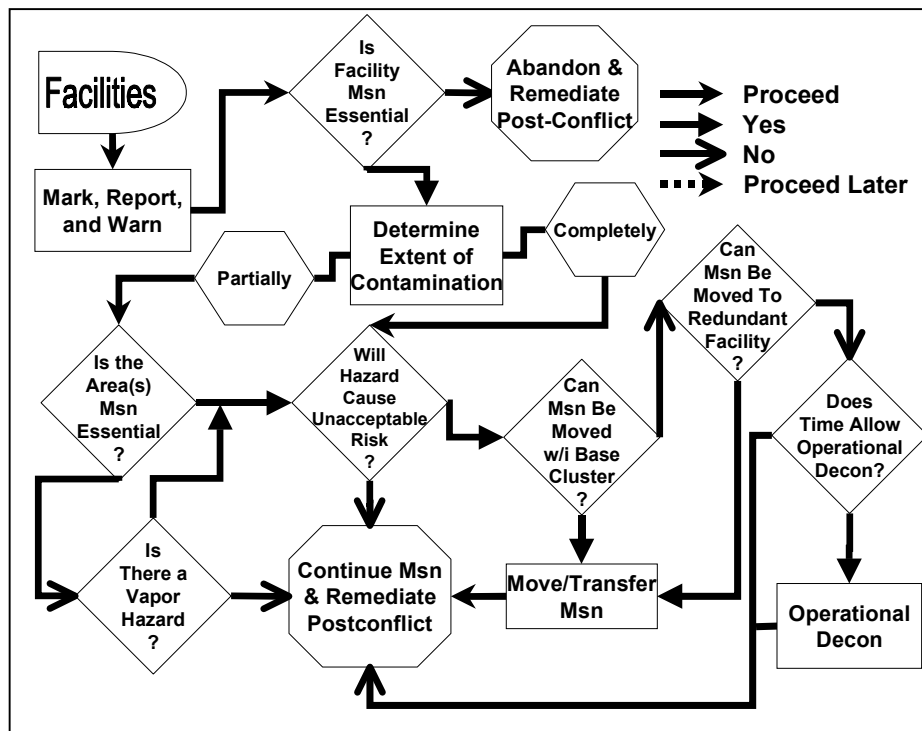 Facilities
Mark, Report,
and Warn
Is
Facility
Msn
Essential
?
Abandon &
Remediate
Post-Conflict
Proceed
Yes
No
Proceed Later
Determine
Extent of
Contamination
Completely
Partially
Can
Msn Be
Moved To
Redundant
Facility
?
Is the
Area(s)
Msn
Essential
?
Will
Hazard
Cause
Unacceptable
Risk
?
Can
Msn Be
Moved
w/i Base
Cluster
?
Does
Time Allow
Operational
Decon?
Is
There a
Vapor
Hazard
?
Continue Msn
& Remediate
Postconflict
Move/Transfer
Msn
Operational
Decon